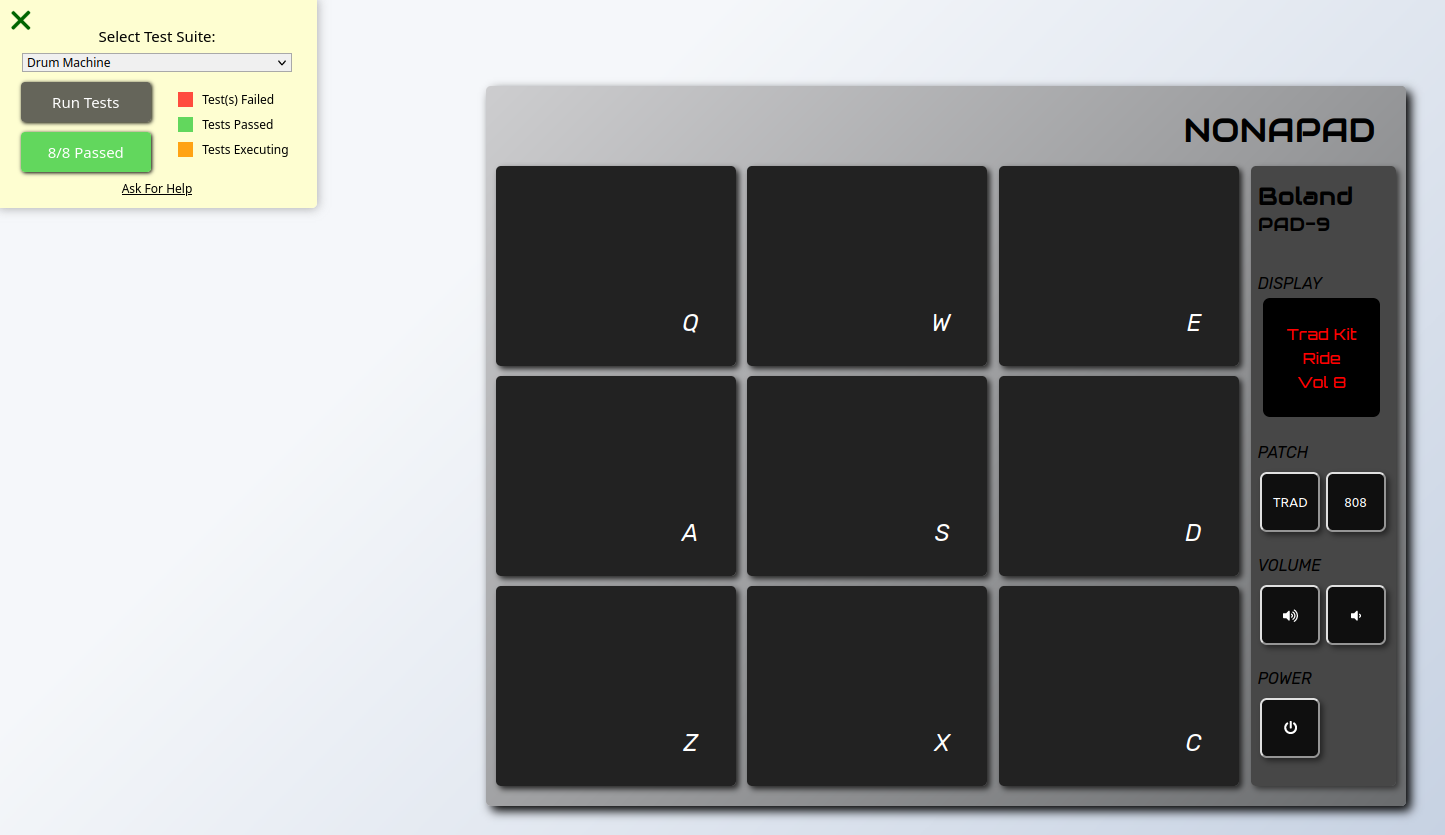 Select Test Suite:
Drum Machine
Run Tests
8/8 Passed
Test(s) Failed
Tests Passed
Tests Executing
Ask For Help
NONAPAD
Q
W
E
A
S
D
Z
X
C
Boland
PAD-9
DISPLAY
Trad Kit
Ride
Vol 8
PATCH
TRAD
808
VOLUME
POWER